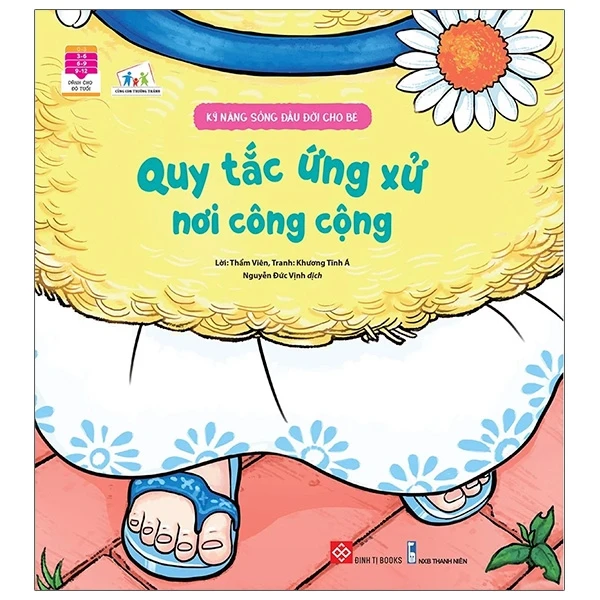 3-6
6-9
9-12
DÀNH CHO
ĐỘ TUỔI
CÙNG CON TRƯỞNG THÀNH
KỸ NĂNG SỐNG ĐẦU ĐỜI CHO BÉ
Quy tắc ứng xử
nơi công cộng
Lời: Thẩm Viên, Tranh: Khương Tinh Á
Nguyễn Đức Vịnh dịch
ĐINH TỊ BOOKS
NXB THANH NIÊN